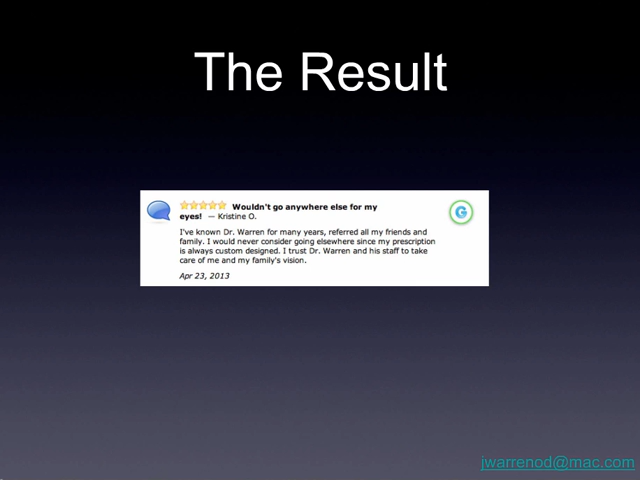 The Result
Wouldn't go anywhere else for my
eyes! — Kristine O.
G
I've known Dr. Warren for many years, referred all my friends and
family. I would never consider going elsewhere since my prescription
is always custom designed. I trust Dr. Warren and his staff to take
care of me and my family's vision.
Apr 23, 2013
jwarrenod@mac.com